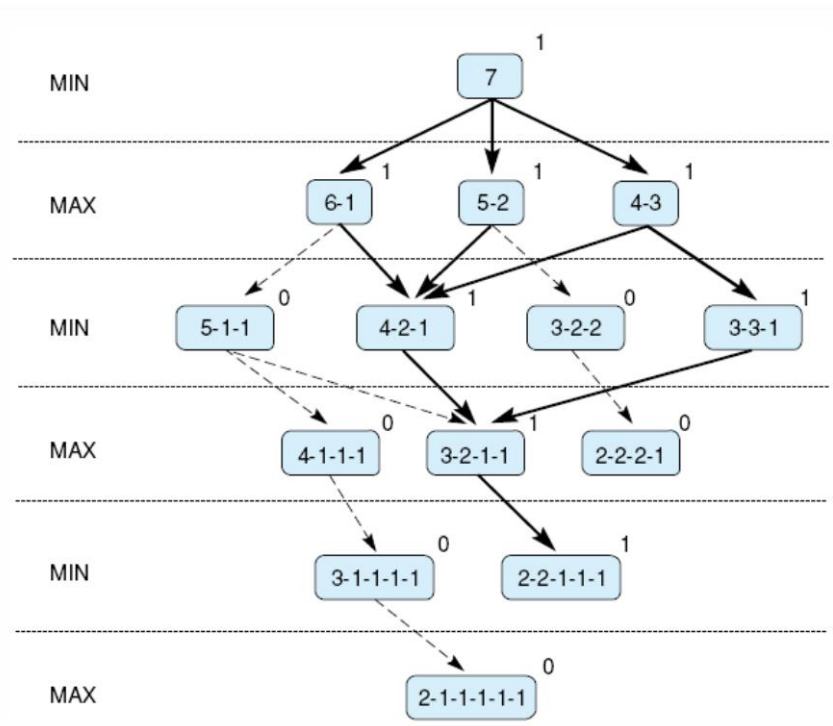 1
MIN 7
1 1 1
MAX 6-1 5-2 4-3
0 1 0 1
MIN 5-1-1 4-2-1 3-2-2 3-3-1
0 1 0
MAX 4-1-1-1 3-2-1-1 2-2-2-1
0 1
MIN 3-1-1-1-1 2-2-1-1-1
0
MAX 2-1-1-1-1-1